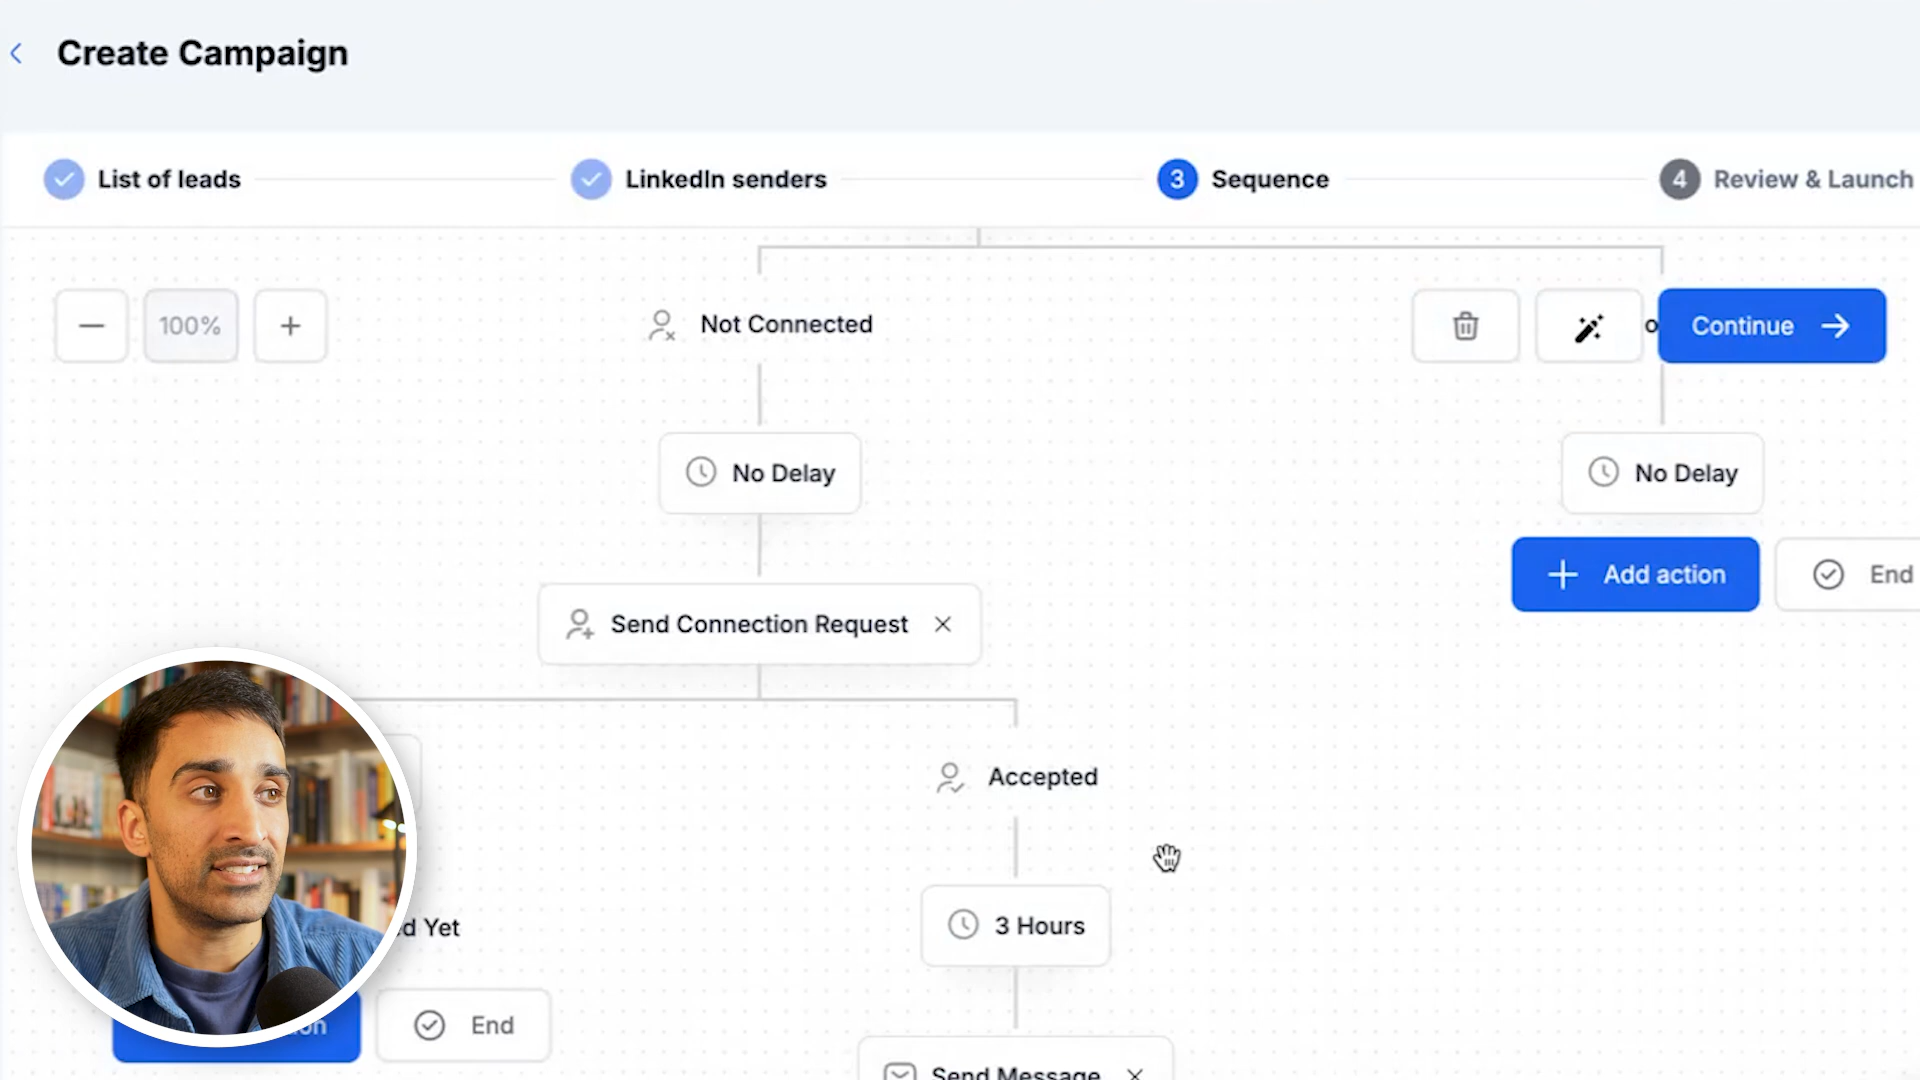 Create Campaign
List of leads
LinkedIn senders
3 Sequence
4 Review & Launch
100%
Not Connected
Continue
No Delay
No Delay
Add action
End
Send Connection Request
Accepted
Yet
3 Hours
End
Send Message